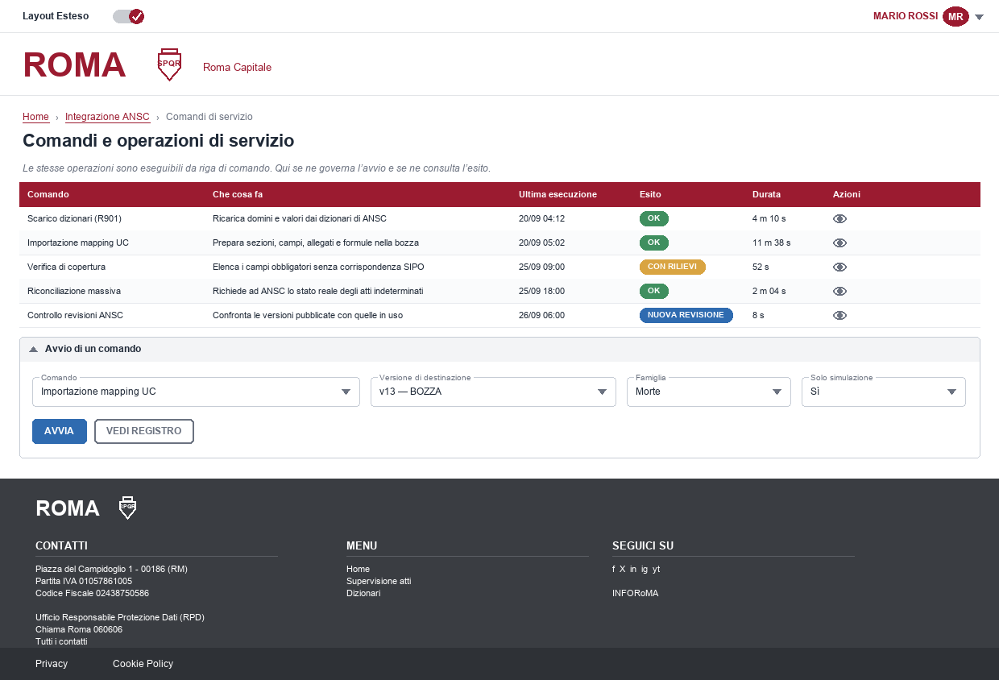 Layout Esteso
MARIO ROSSI MR
ROMA SPQR Roma Capitale
Home › Integrazione ANSC › Comandi di servizio
Comandi e operazioni di servizio
Le stesse operazioni sono eseguibili da riga di comando. Qui se ne governa l'avvio e se ne consulta l'esito.
Comando Che cosa fa Ultima esecuzione Esito Durata Azioni
Scarico dizionari (R901) Ricarica domini e valori dai dizionari di ANSC 20/09 04:12 OK 4 m 10 s
Importazione mapping UC Prepara sezioni, campi, allegati e formule nella bozza 20/09 05:02 OK 11 m 38 s
Verifica di copertura Elenca i campi obbligatori senza corrispondenza SIPO 25/09 09:00 CON RILIEVI 52 s
Riconciliazione massiva Richiede ad ANSC lo stato reale degli atti indeterminati 25/09 18:00 OK 2 m 04 s
Controllo revisioni ANSC Confronta le versioni pubblicate con quelle in uso 26/09 06:00 NUOVA REVISIONE 8 s
Avvio di un comando
Comando Versione di destinazione Famiglia Solo simulazione
Importazione mapping UC v13 — BOZZA Morte Sì
AVVIA VEDI REGISTRO
ROMA SPQR
CONTATTI
Piazza del Campidoglio 1 - 00186 (RM)
Partita IVA 01057861005
Codice Fiscale 02438750586
Ufficio Responsabile Protezione Dati (RPD)
Chiama Roma 060606
Tutti i contatti
MENU
Home
Supervisione atti
Dizionari
SEGUICI SU
f X in ig yt
INFORoMA
Privacy Cookie Policy